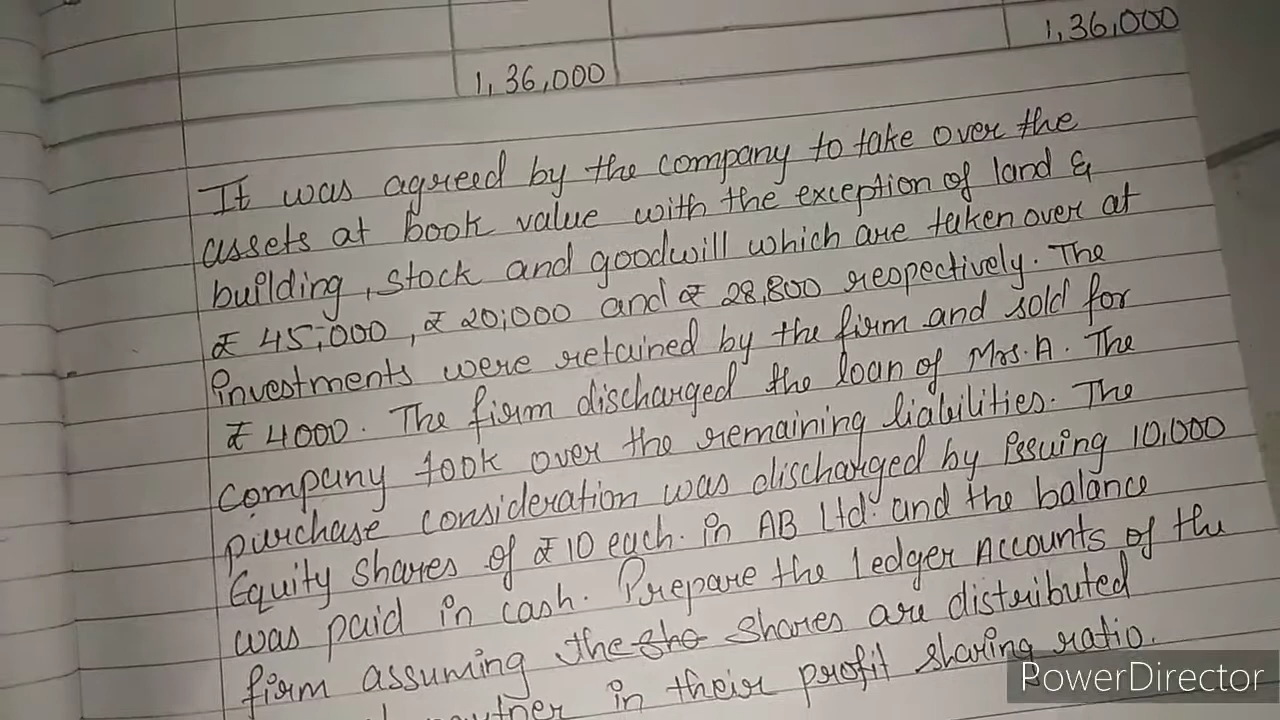 1,36,000
1,36,000
It was agreed by the company to take over the
assets at book value with the exception of land &
building, stock and goodwill which are taken over at
₹ 45,000, ₹ 20,000 and ₹ 28,800 respectively. The
investments were retained by the firm and sold for
₹ 4000. The firm discharged the loan of Mrs. A. The
company took over the remaining liabilities. The
purchase consideration was discharged by issuing 10,000
Equity shares of ₹ 10 each. in AB Ltd. and the balance
was paid in cash. Prepare the ledger Accounts of the
firm assuming the sha shares are distributed
partner in their profit sharing ratio.
PowerDirector